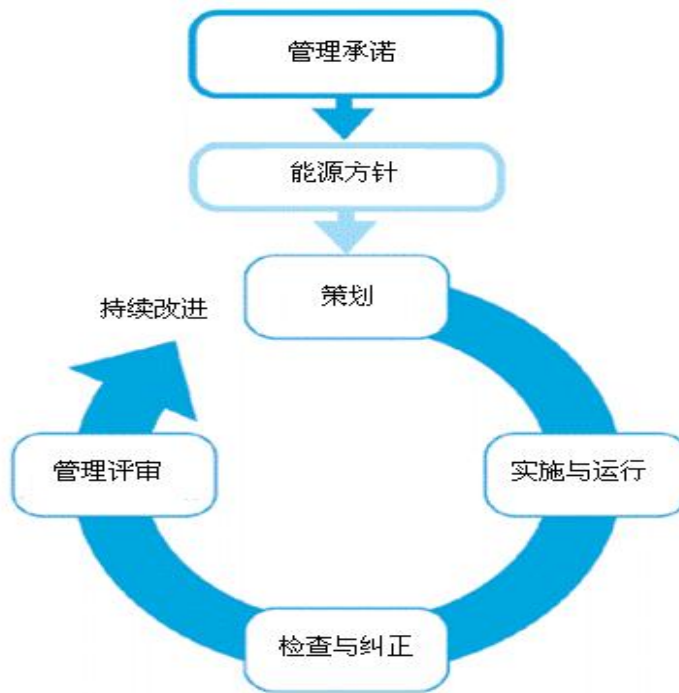 管理承诺
能源方针
策划
持续改进
管理评审
实施与运行
检查与纠正